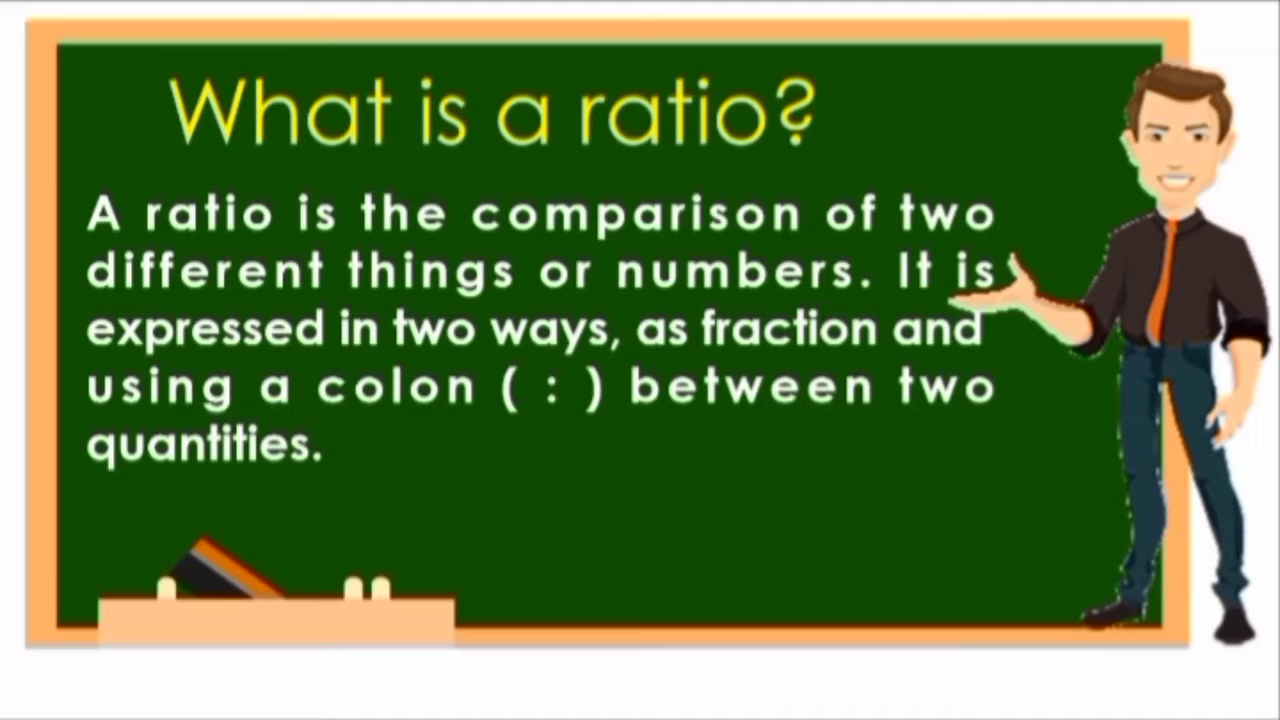 What is a ratio?
A ratio is the comparison of two
different things or numbers. It is
expressed in two ways, as fraction and
using a colon ( : ) between two
quantities.